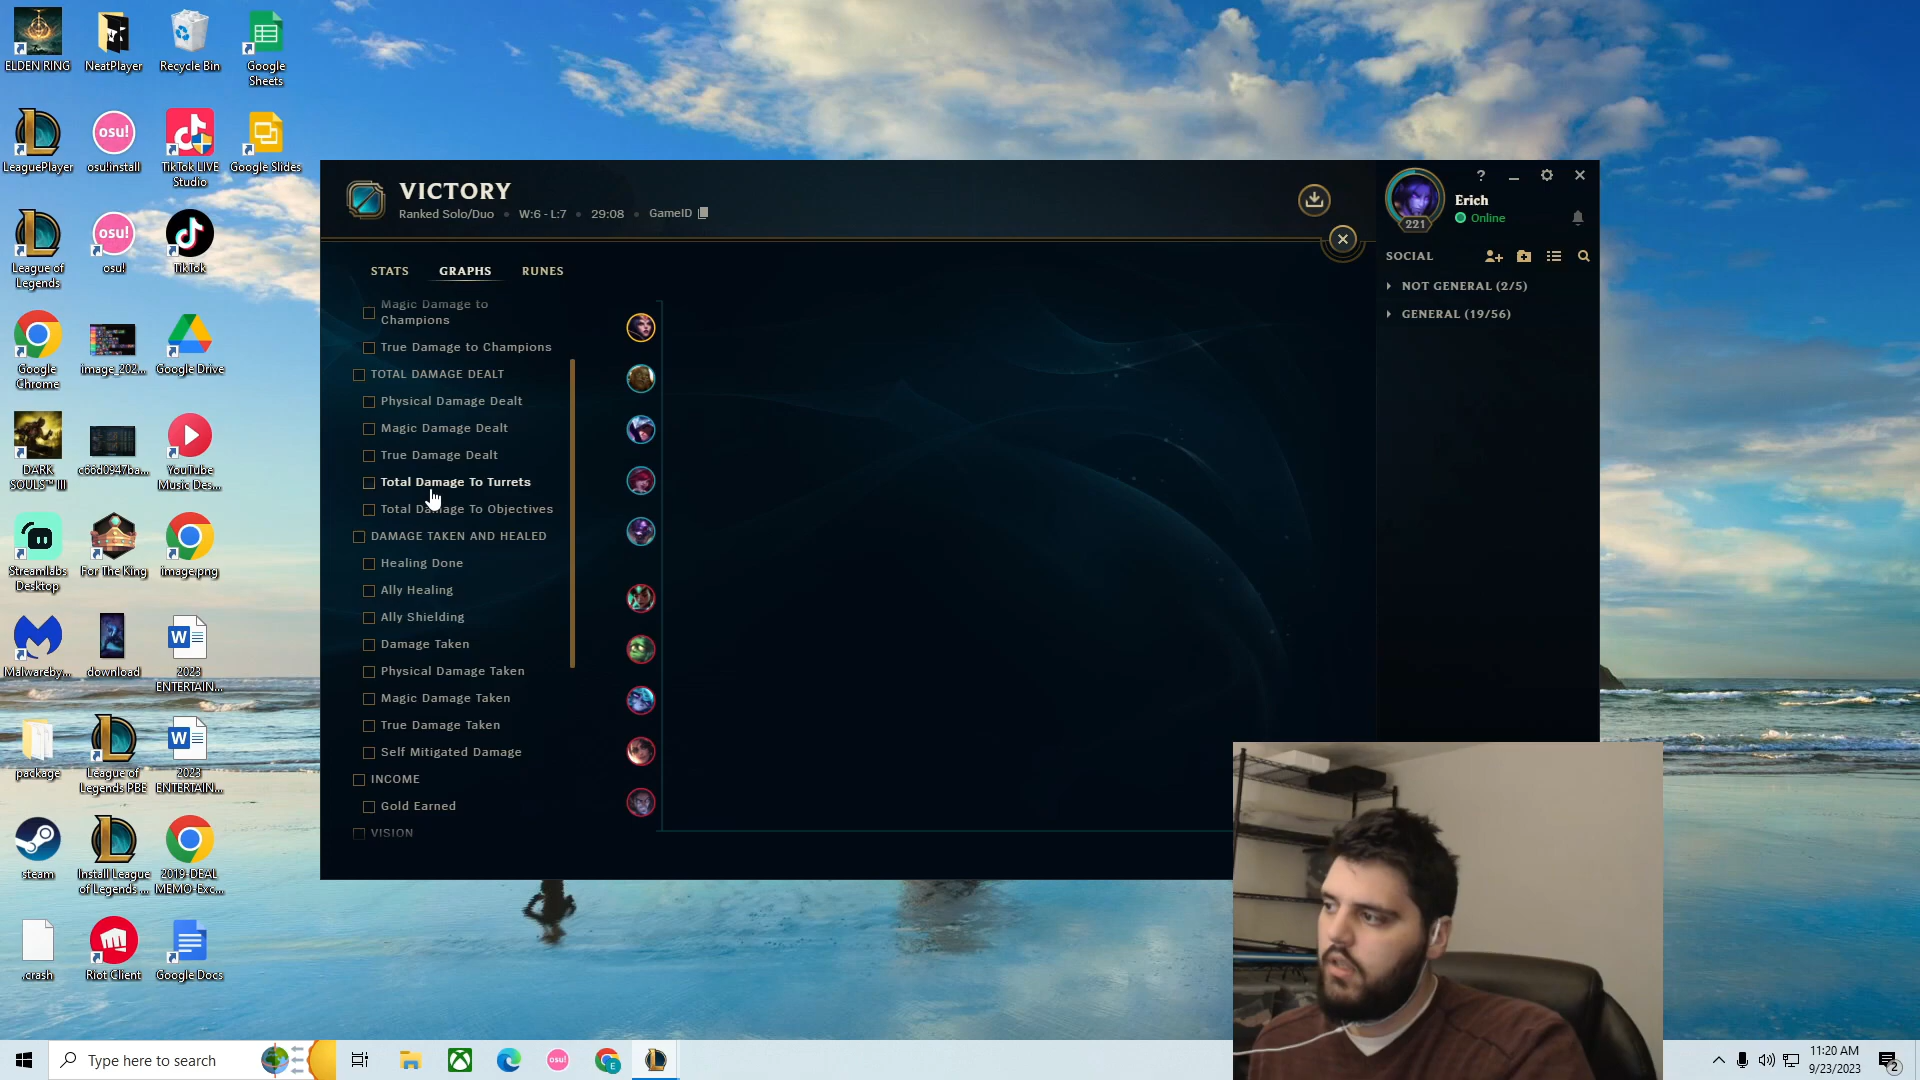 ELDEN RING
NeatPlayer
Recycle Bin
Google
Sheets
LeaguePlayer
osu!
osu!install
TikTok LIVE
Studio
Google Slides
League of
Legends
osu!
osu!
TikTok
Google
Chrome
image_202...
Google Drive
DARK
SOULS™ III
c66d0947ba...
YouTube
Music Des...
Streamlabs
Desktop
For The King
image.png
Malwareby...
download
2023
ENTERTAIN...
package
League of
Legends PBE
2023
ENTERTAIN...
steam
Install League
of Legends ...
2019-DEAL
MEMO-Exc...
.crash
Riot Client
Google Docs
VICTORY
Ranked Solo/Duo • W:6 - L:7 • 29:08 • GameID
STATS GRAPHS RUNES
Magic Damage to
Champions
True Damage to Champions
TOTAL DAMAGE DEALT
Physical Damage Dealt
Magic Damage Dealt
True Damage Dealt
Total Damage To Turrets
Total Damage To Objectives
DAMAGE TAKEN AND HEALED
Healing Done
Ally Healing
Ally Shielding
Damage Taken
Physical Damage Taken
Magic Damage Taken
True Damage Taken
Self Mitigated Damage
INCOME
Gold Earned
VISION
?
221
Erich
Online
SOCIAL
NOT GENERAL (2/5)
GENERAL (19/56)
Type here to search
osu!
E
11:20 AM
9/23/2023
2